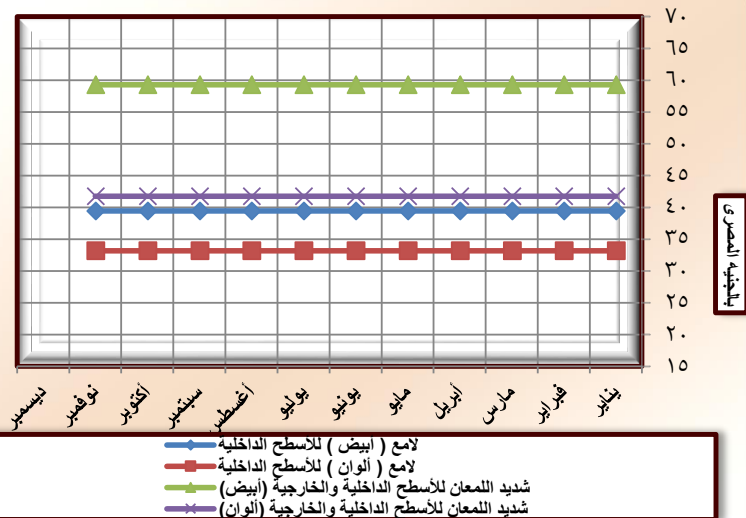 ٧٠
٦٥
٦٠
٥٥
٥٠
٤٥
٤٠
٣٥
٣٠
٢٥
٢٠
١٥
بالجنيه المصرى
يناير
فبراير
مارس
أبريل
مايو
يونيو
يوليو
أغسطس
سبتمبر
أكتوبر
نوفمبر
ديسمبر
لامع ( أبيض ) للأسطح الداخلية
لامع ( ألوان ) للأسطح الداخلية
شديد اللمعان للأسطح الداخلية والخارجية (أبيض)
شديد اللمعان للأسطح الداخلية والخارجية (ألوان)